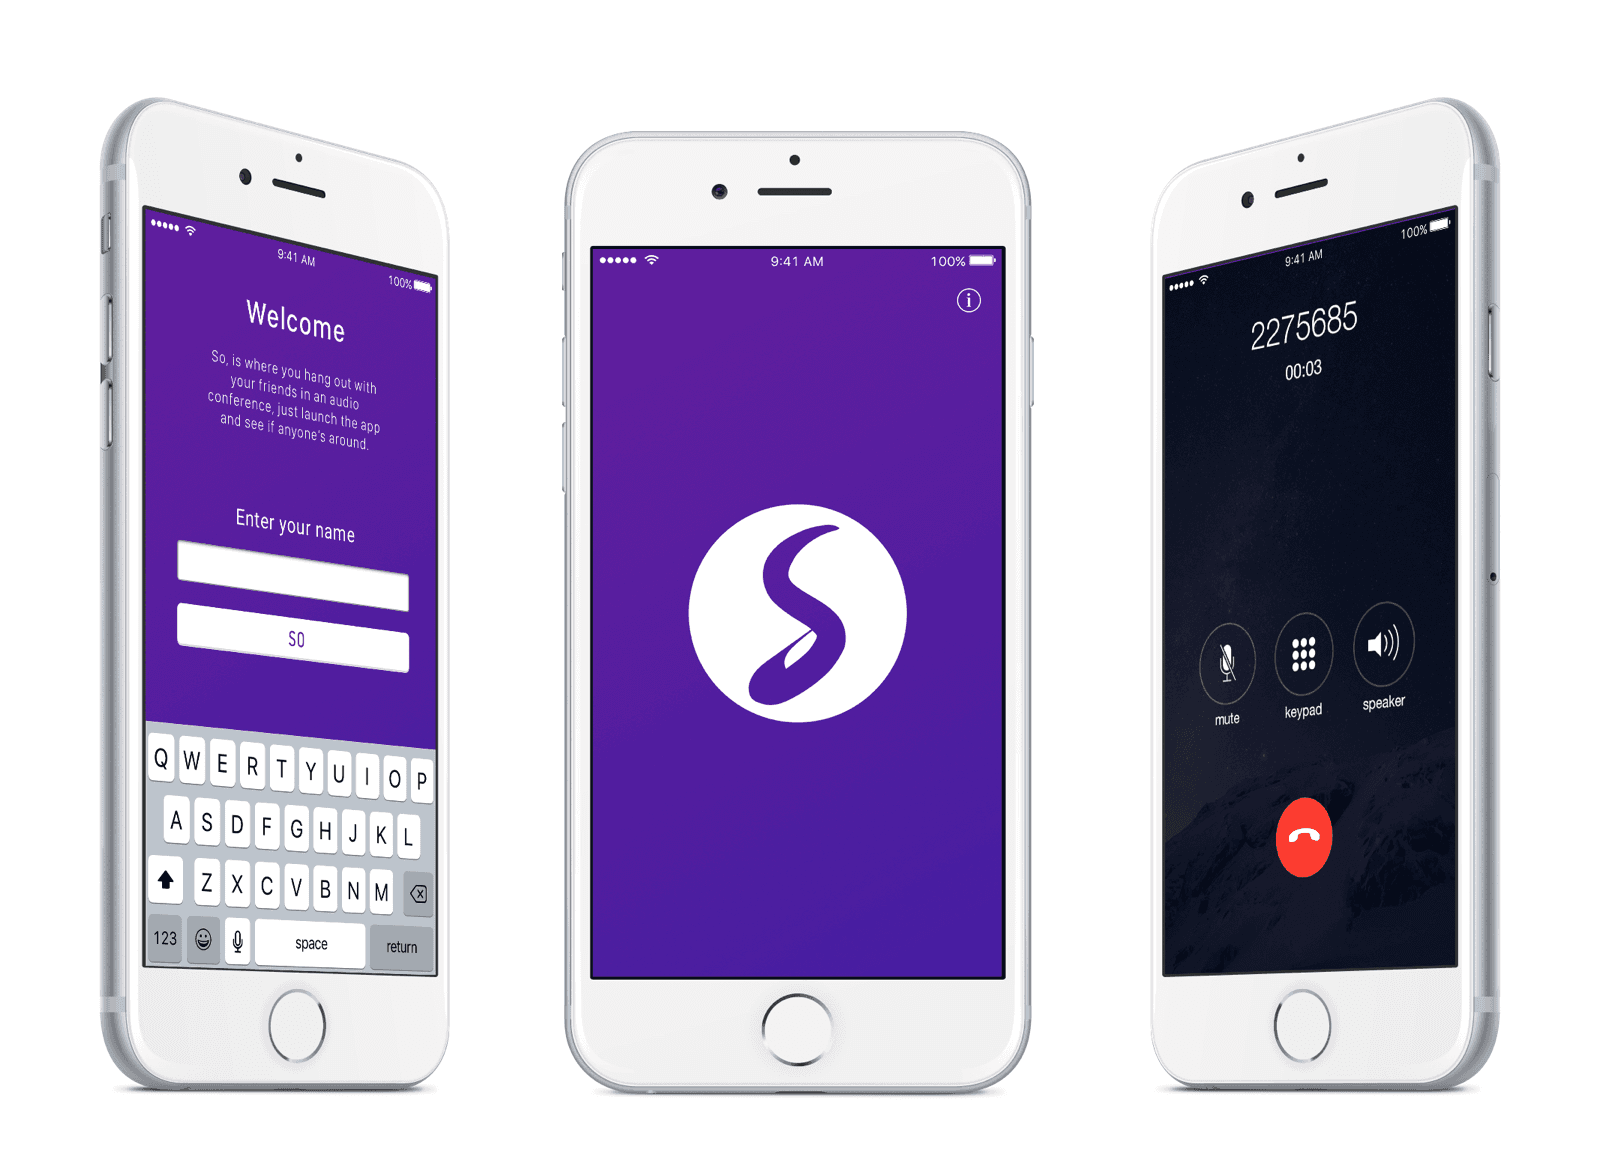 9:41 AM
100%
Welcome
So, is where you hang out with
your friends in an audio
conference, just launch the app
and see if anyone's around.
Enter your name
SO
Q W E R T Y U I O P
A S D F G H J K L
Z X C V B N M
123 space return
9:41 AM 100%
i
S
9:41 AM 100%
2275685
00:03
mute keypad speaker